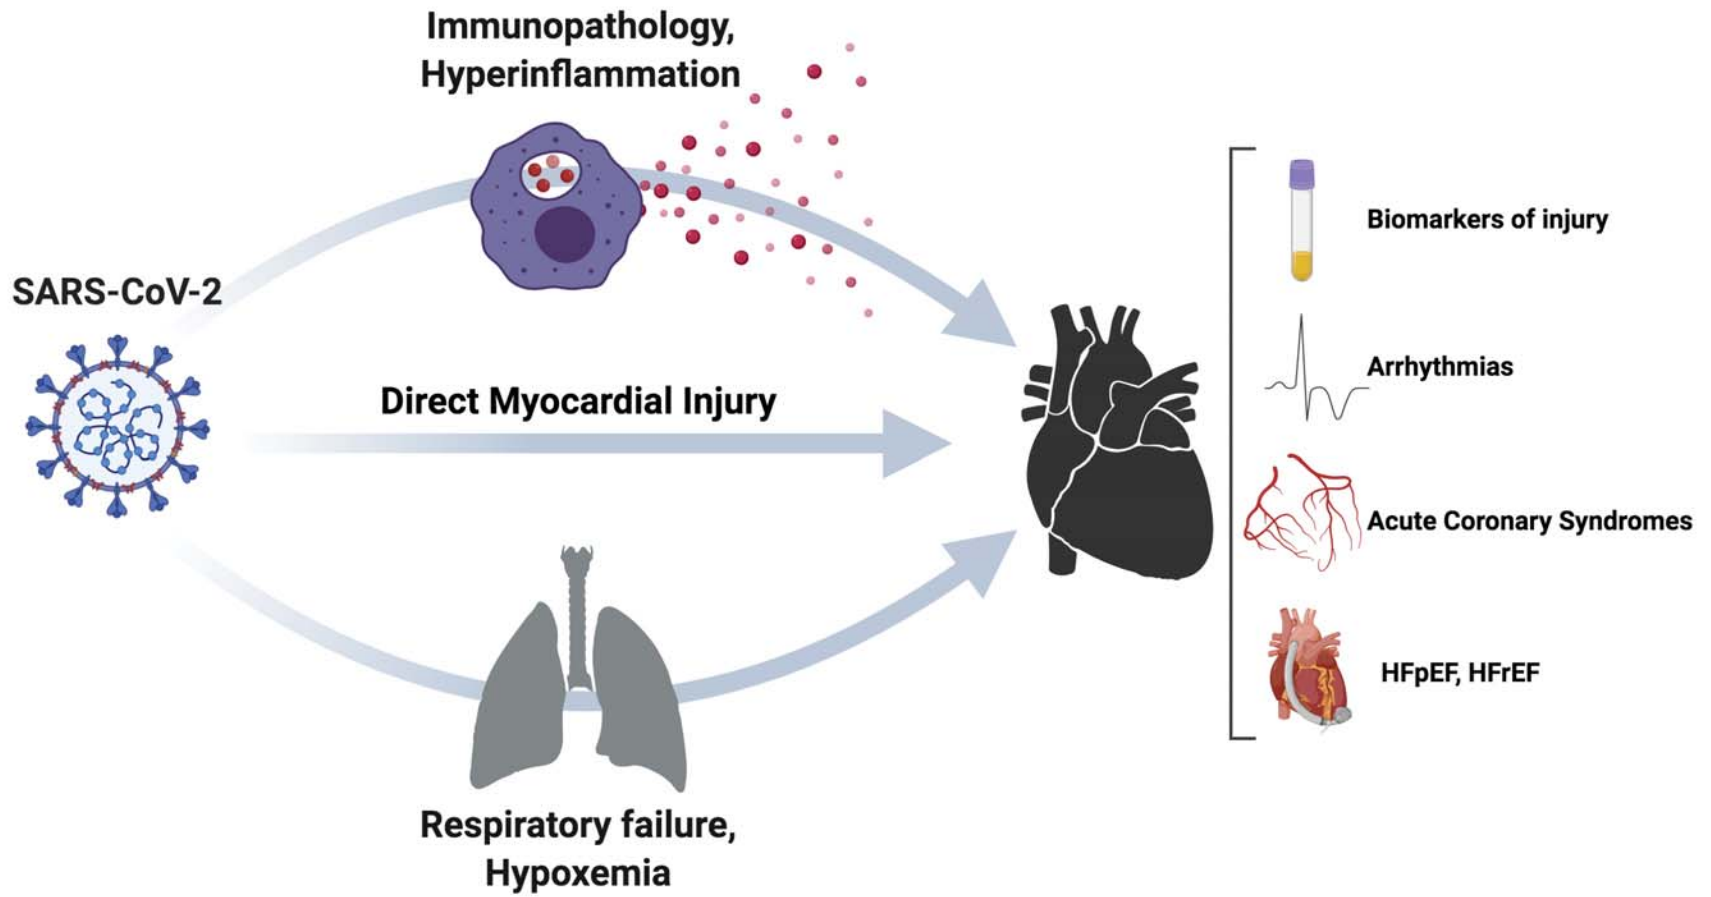 Immunopathology,
Hyperinflammation
SARS-CoV-2
Direct Myocardial Injury
Respiratory failure,
Hypoxemia
Biomarkers of injury
Arrhythmias
Acute Coronary Syndromes
HFpEF, HFrEF